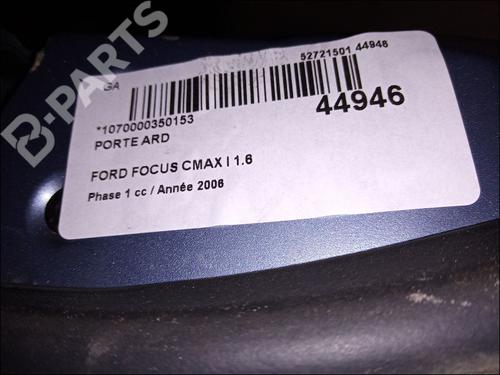 52721501 44946
GA
*1070000350153
44946
PORTE ARD
FORD FOCUS CMAX I 1.6
Phase 1 cc / Année 2006
B-PARTS